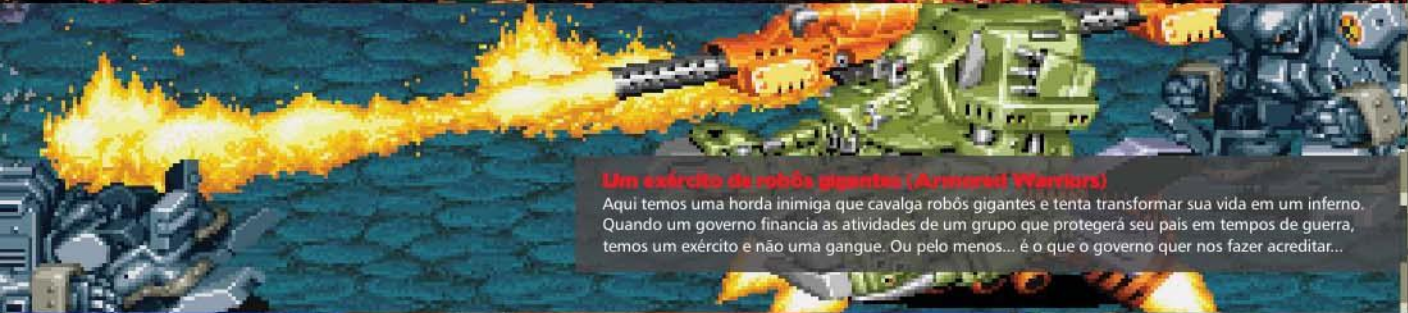 Um exército de robôs gigantes (Armored Warriors)
Aqui temos uma horda inimiga que cavalga robôs gigantes e tenta transformar sua vida em um inferno.
Quando um governo financia as atividades de um grupo que protegerá seu país em tempos de guerra,
temos um exército e não uma gangue. Ou pelo menos... é o que o governo quer nos fazer acreditar...